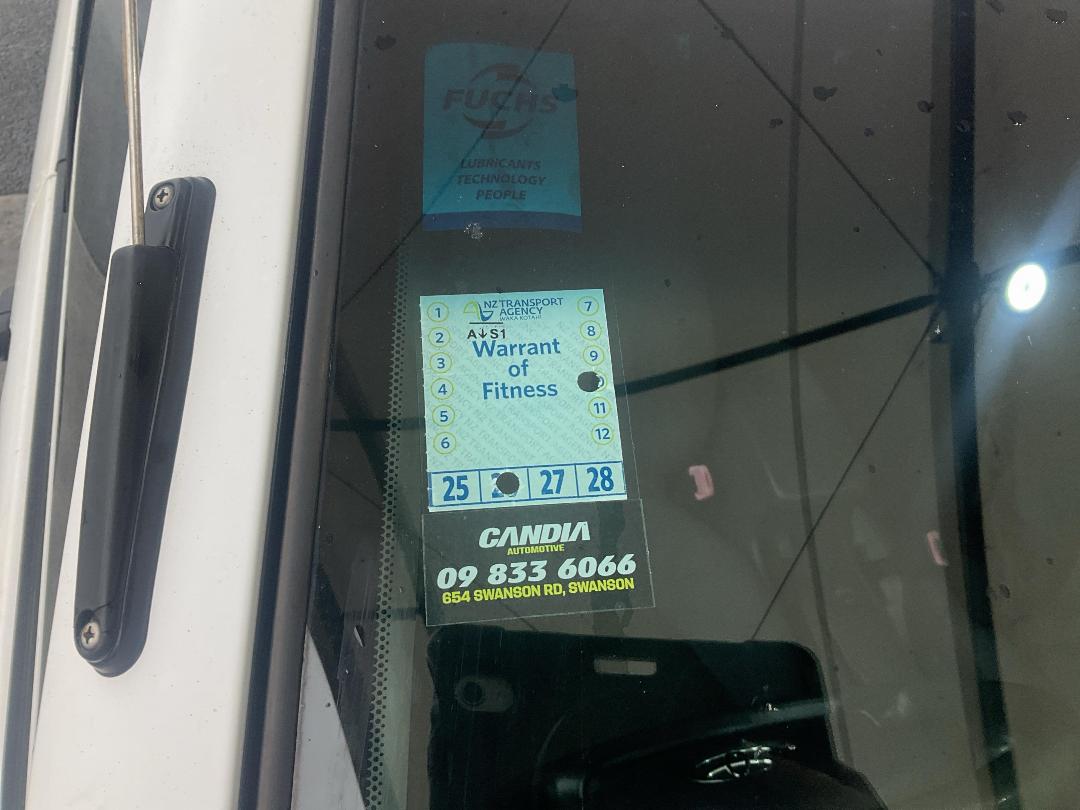 FUCHS
LUBRICANTS
TECHNOLOGY
PEOPLE
NZ TRANSPORT
AGENCY
WAKA KOTAHI
A↓S1
Warrant
of
Fitness
1
2
3
4
5
6
7
8
9
11
12
25 2 27 28
CANDIA
AUTOMOTIVE
09 833 6066
654 SWANSON RD, SWANSON